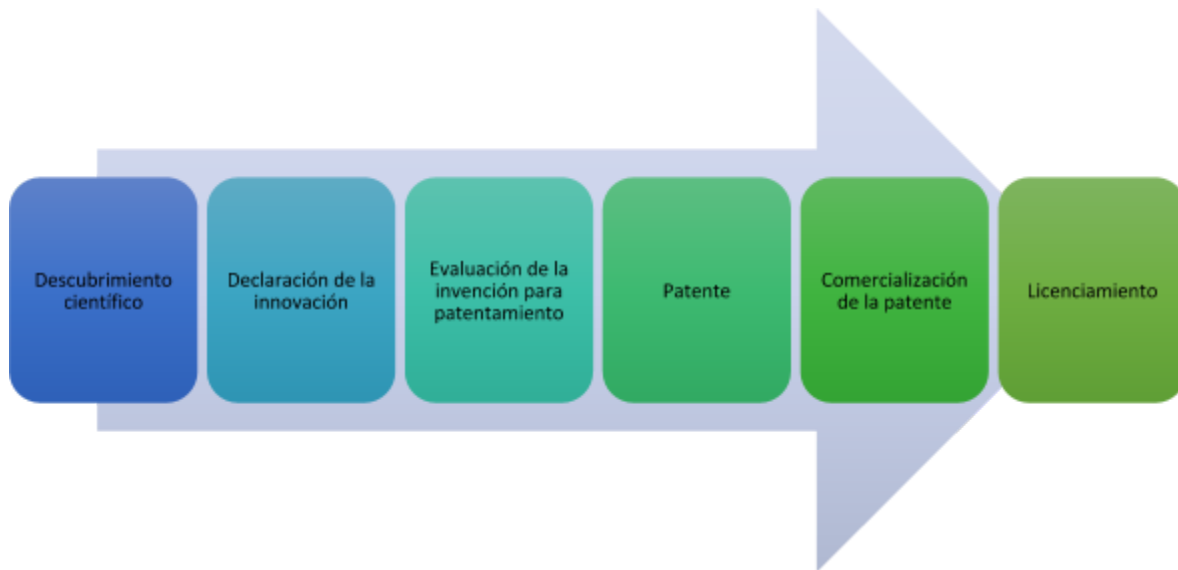 Descubrimiento
científico
Declaración de la
innovación
Evaluación de la
invención para
patentamiento
Patente
Comercialización
de la patente
Licenciamiento